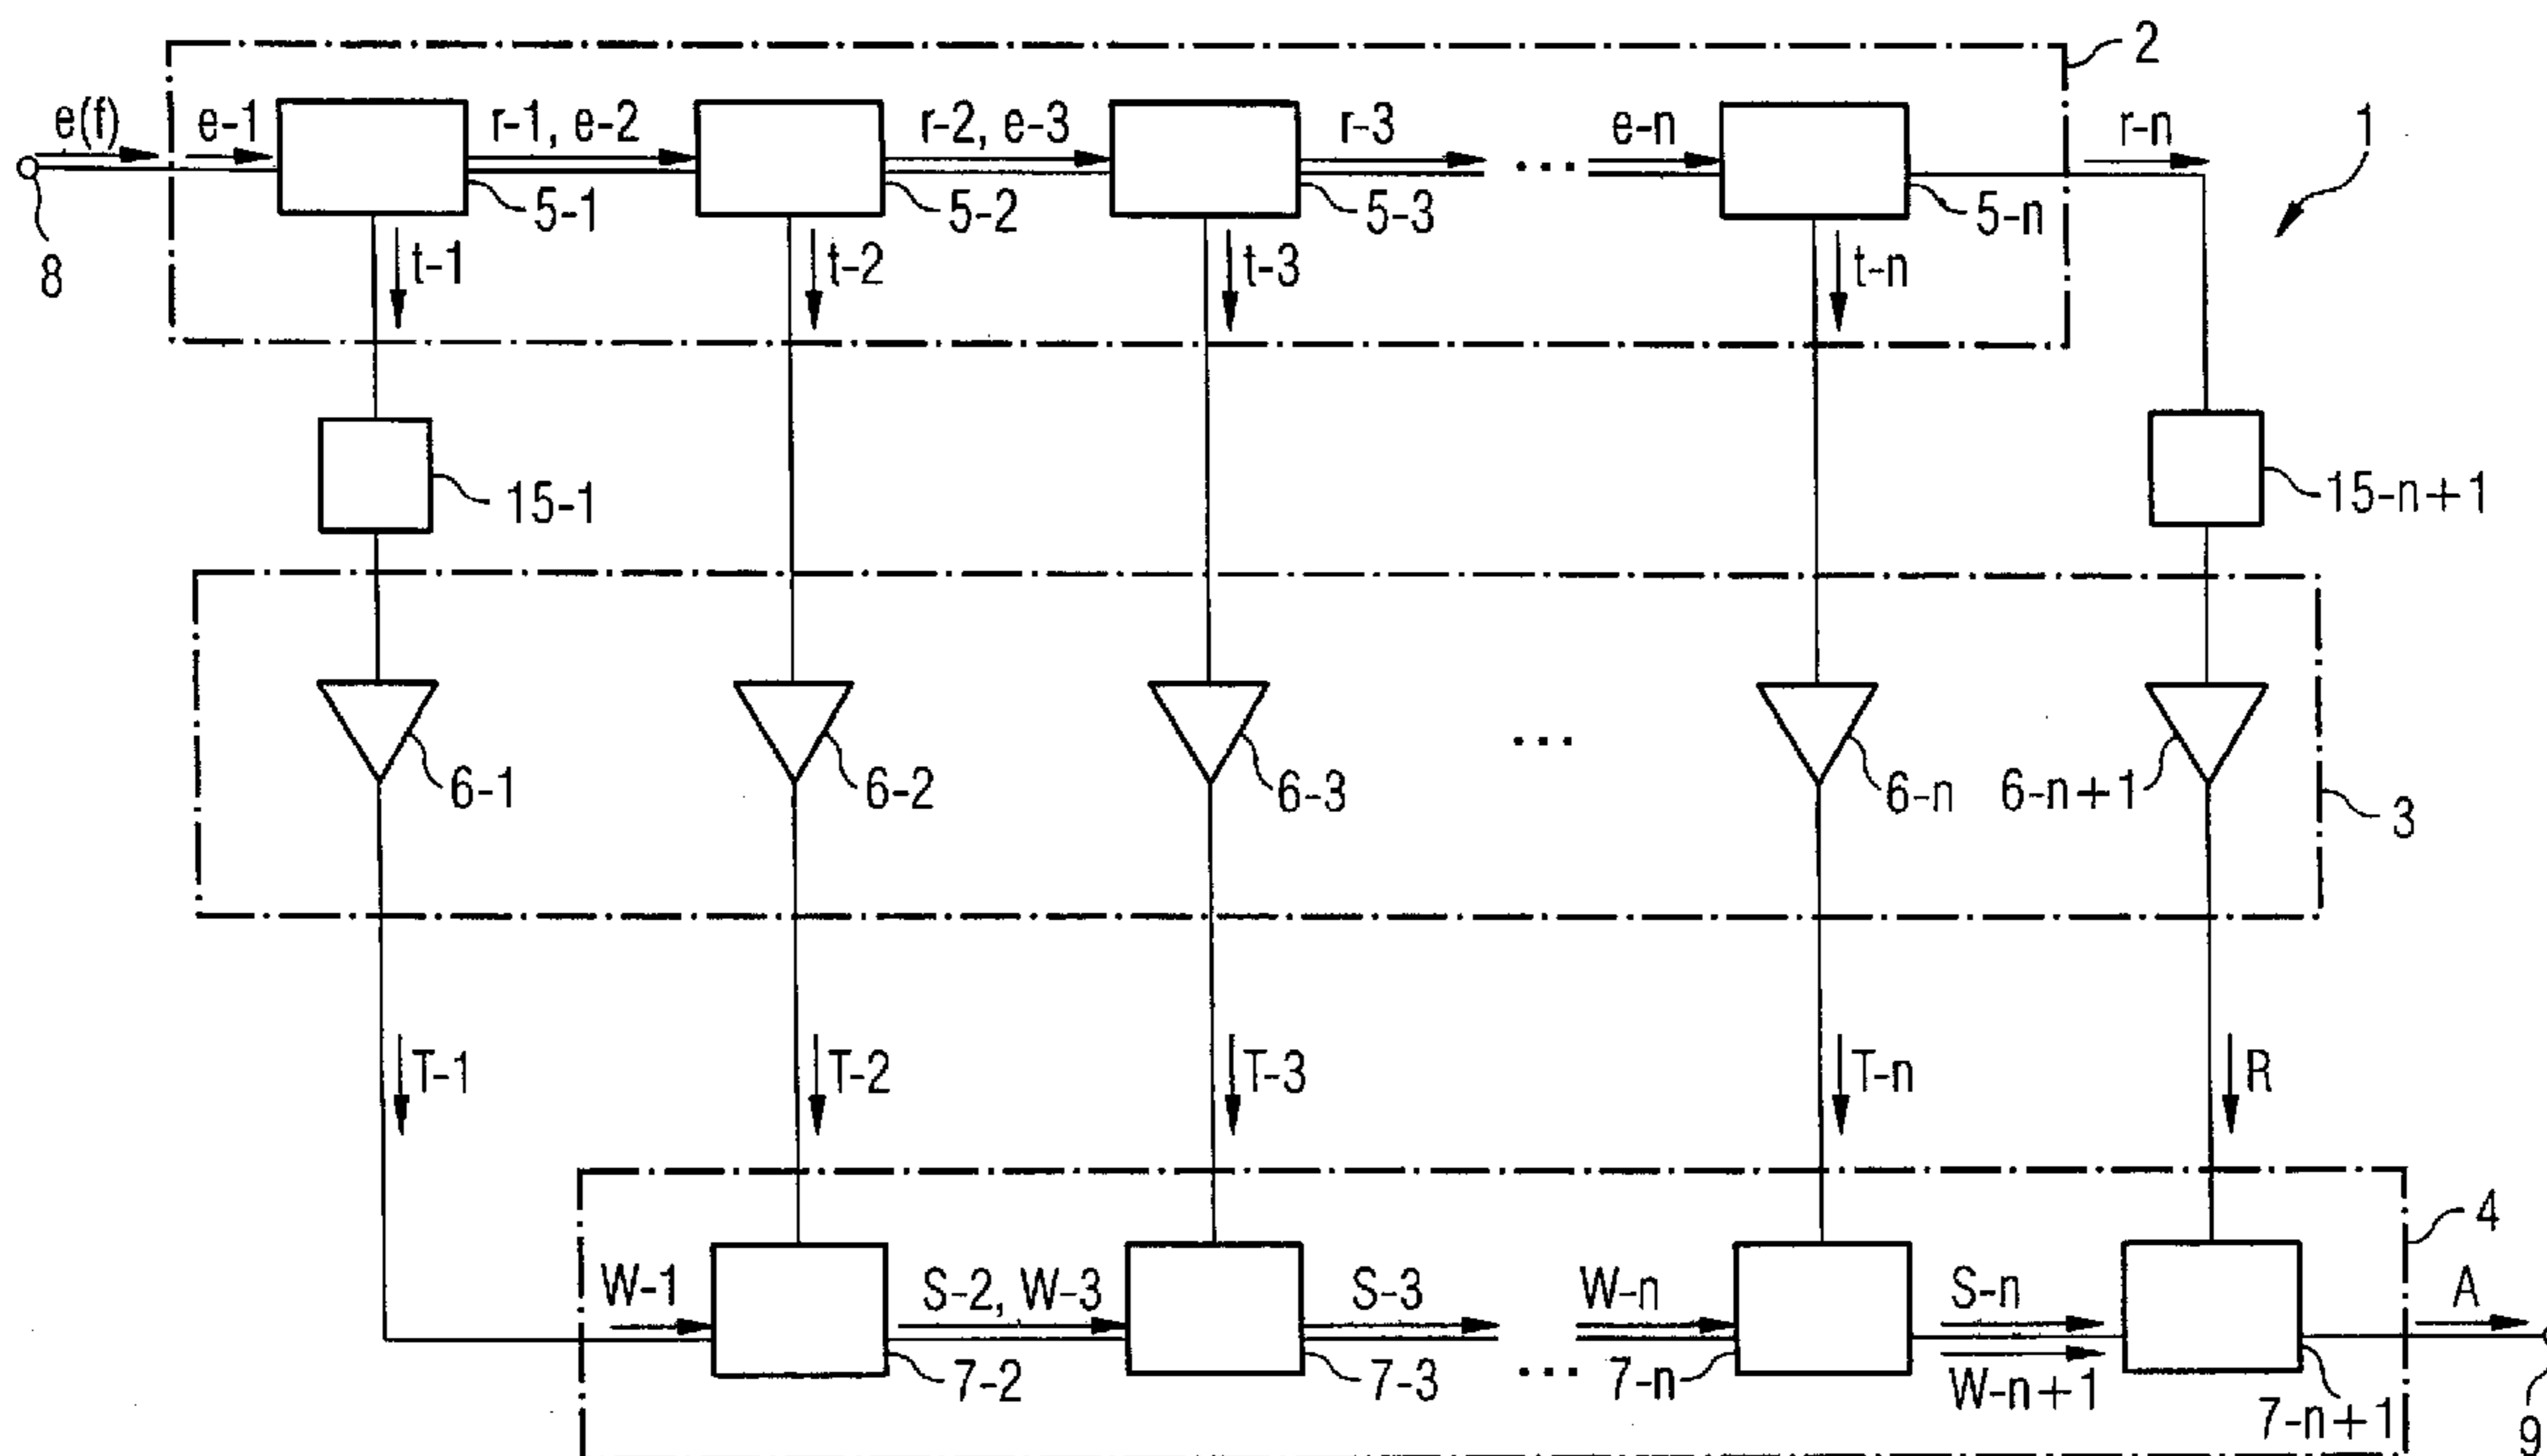 2
e(f)
e-1
r-1, e-2
r-2, e-3
r-3
...
e-n
r-n
1
8
5-1
5-2
5-3
5-n
t-1
t-2
t-3
t-n
15-1
15-n+1
6-1
6-2
6-3
...
6-n
6-n+1
3
T-1
T-2
T-3
T-n
R
4
W-1
S-2, W-3
S-3
W-n
S-n
A
7-2
7-3
...
7-n
W-n+1
7-n+1
9